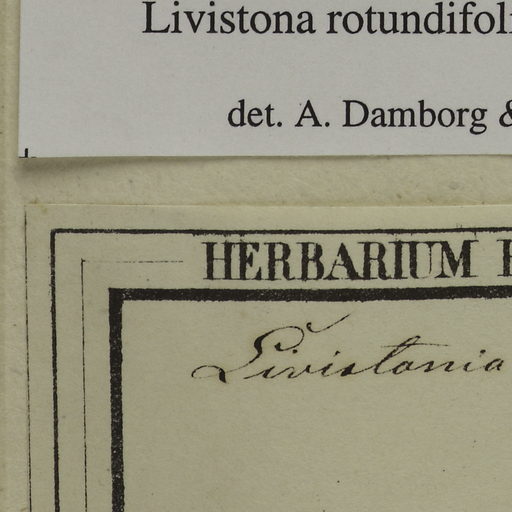 Livistona rotundifoli
det. A. Damborg &
HERBARIUM
Livistonia